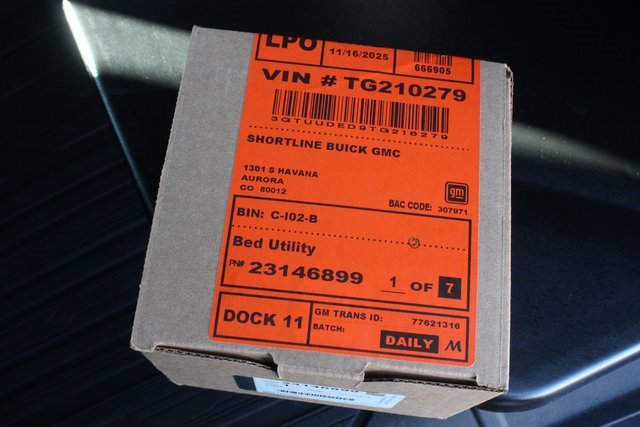 LPO
11/16/2025
666905
VIN # TG210279
3GTUUDED9TG210279
SHORTLINE BUICK GMC
1301 S HAVANA
AURORA
CO 80012
gm
BAC CODE: 307971
BIN: C-I02-B
Bed Utility
PN# 23146899 1 OF 7
DOCK 11
GM TRANS ID: 77621316
BATCH: DAILY M